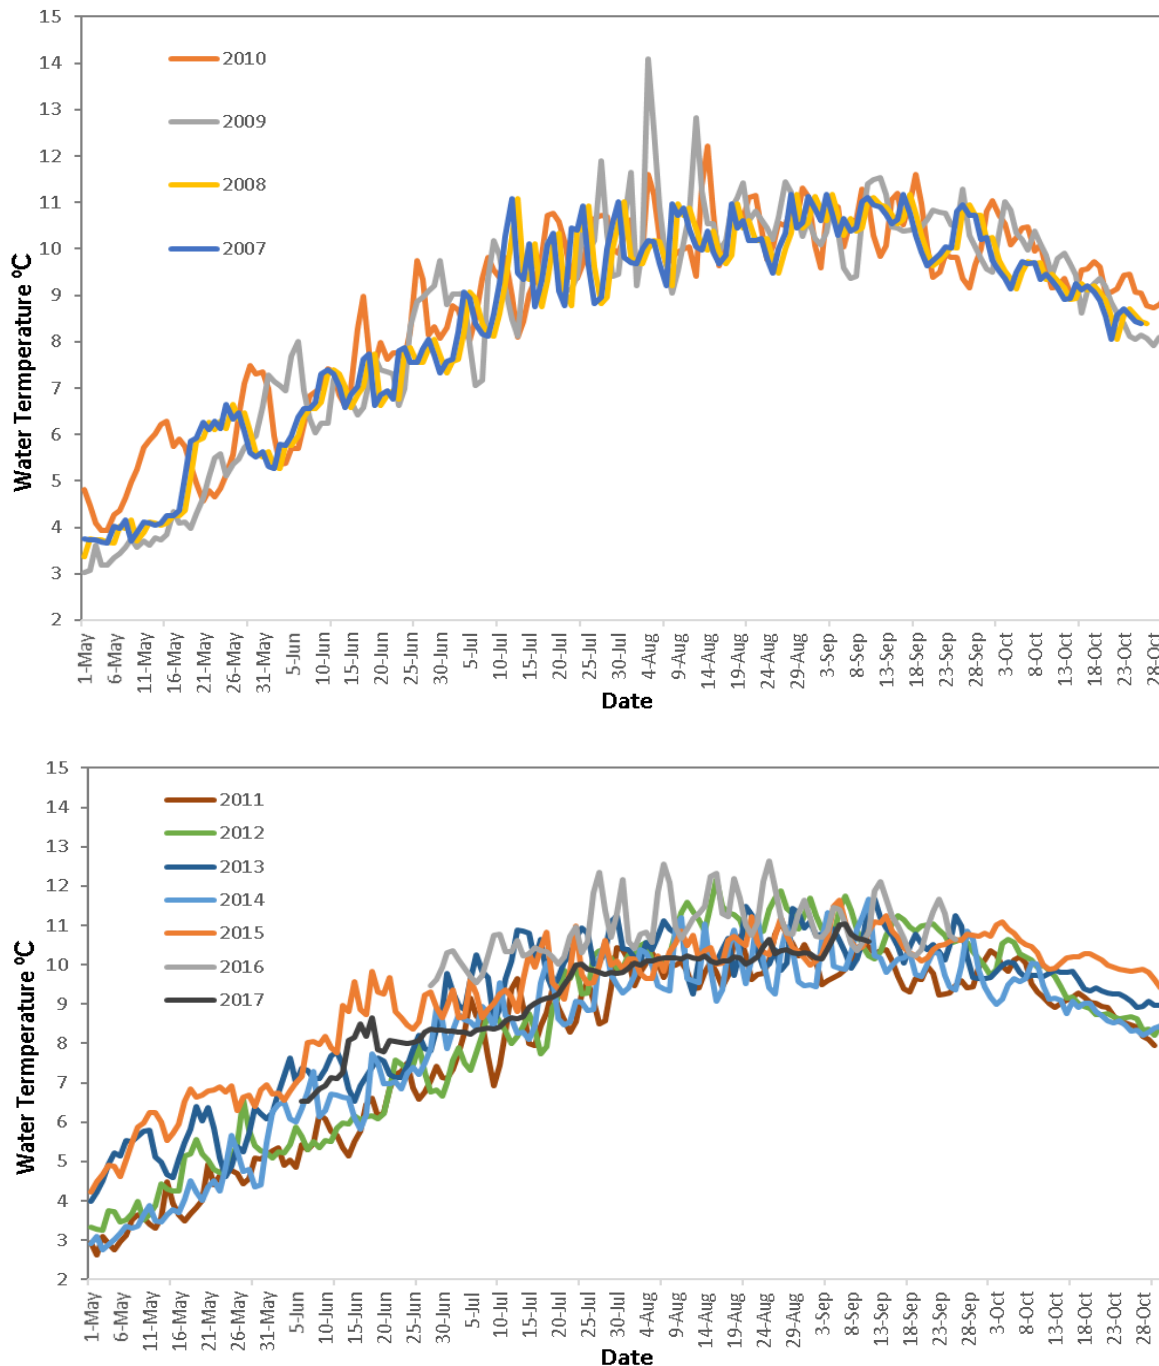 15
14
13
12
11
10
9
8
7
6
5
4
3
2
Water Termperature ºC
2010
2009
2008
2007
1-May
6-May
11-May
16-May
21-May
26-May
31-May
5-Jun
10-Jun
15-Jun
20-Jun
25-Jun
30-Jun
5-Jul
10-Jul
15-Jul
20-Jul
25-Jul
30-Jul
4-Aug
9-Aug
14-Aug
19-Aug
24-Aug
29-Aug
3-Sep
8-Sep
13-Sep
18-Sep
23-Sep
28-Sep
3-Oct
8-Oct
13-Oct
18-Oct
23-Oct
28-Oct
Date
15
14
13
12
11
10
9
8
7
6
5
4
3
2
Water Termperature ºC
2011
2012
2013
2014
2015
2016
2017
1-May
6-May
11-May
16-May
21-May
26-May
31-May
5-Jun
10-Jun
15-Jun
20-Jun
25-Jun
30-Jun
5-Jul
10-Jul
15-Jul
20-Jul
25-Jul
30-Jul
4-Aug
9-Aug
14-Aug
19-Aug
24-Aug
29-Aug
3-Sep
8-Sep
13-Sep
18-Sep
23-Sep
28-Sep
3-Oct
8-Oct
13-Oct
18-Oct
23-Oct
28-Oct
Date